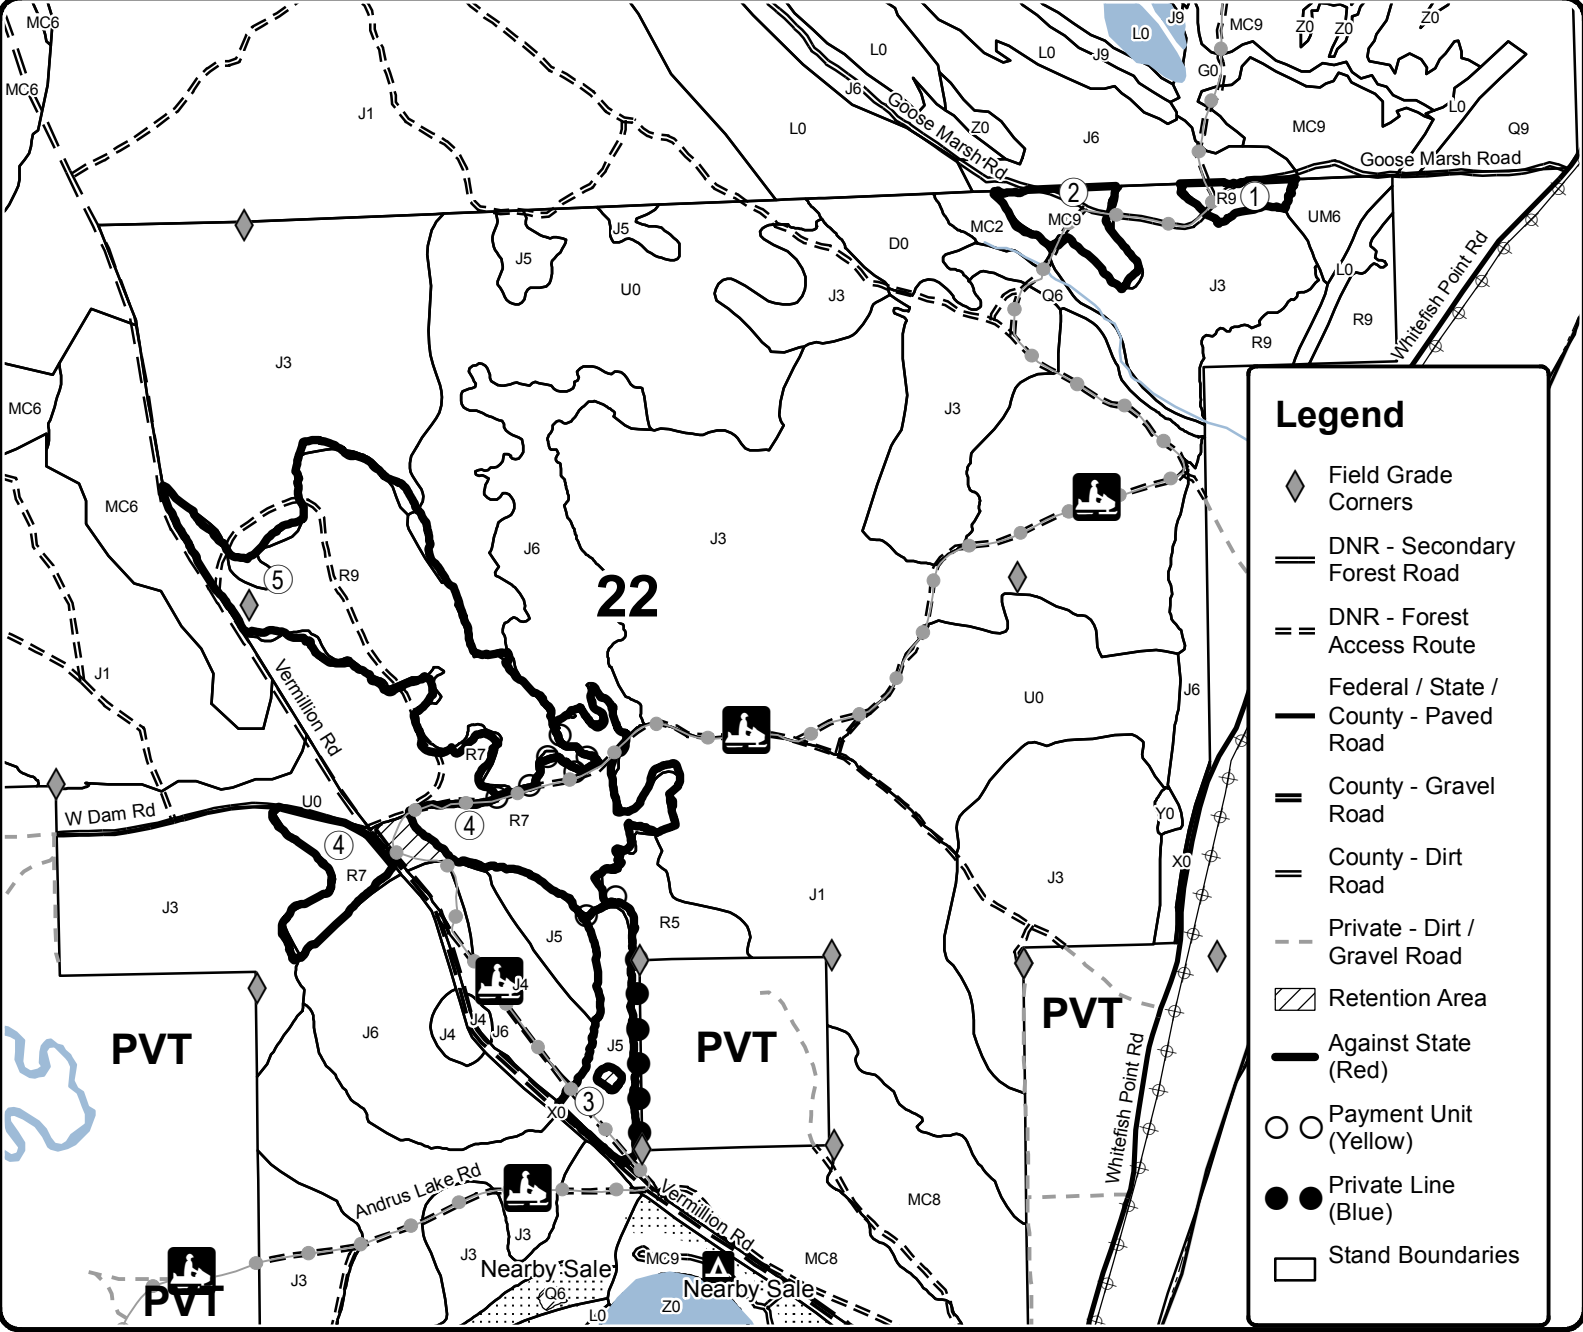 MC6
MC6
J1
L0
J6
Goose Marsh Rd
L0
L0
J9
Z0
J6
L0
J9
MC9
Z0
Z0
Z0
G0
MC9
L0
Q9
Goose Marsh Road
2
1
R9
MC9
MC2
D0
UM6
J3
L0
R9
R9
Whitefish Point Rd
Q6
J5
J5
U0
J3
J3
J3
MC6
MC6
J6
J3
22
5
R9
J1
Vermillion Rd
U0
J6
R7
W Dam Rd
U0
4
4
R7
R7
J3
J5
R5
J1
J3
Y0
X0
J4
J4
J4
J6
J6
J5
3
X0
PVT
PVT
PVT
Whitefish Point Rd
Andrus Lake Rd
Vermillion Rd
MC8
MC8
J3
J3
J3
Nearby Sale
Nearby Sale
MC9
Q6
L0
Z0
PVT
Legend
Field Grade
Corners
DNR - Secondary
Forest Road
DNR - Forest
Access Route
Federal / State /
County - Paved
Road
County - Gravel
Road
County - Dirt
Road
Private - Dirt /
Gravel Road
Retention Area
Against State
(Red)
Payment Unit
(Yellow)
Private Line
(Blue)
Stand Boundaries